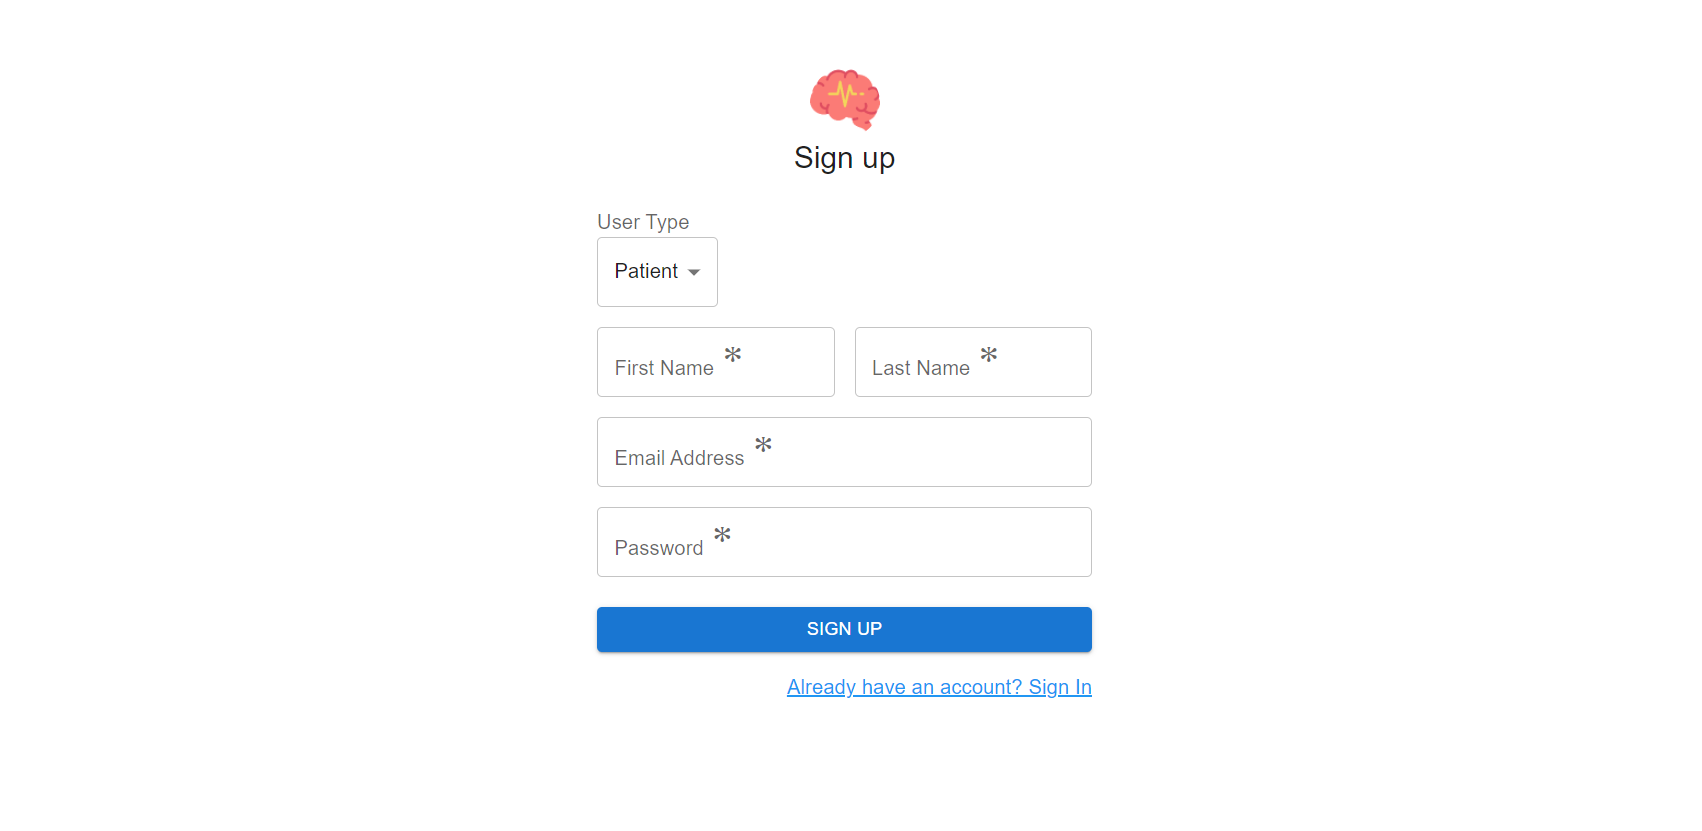 Sign up
User Type
Patient
First Name *
Last Name *
Email Address *
Password *
SIGN UP
Already have an account? Sign In